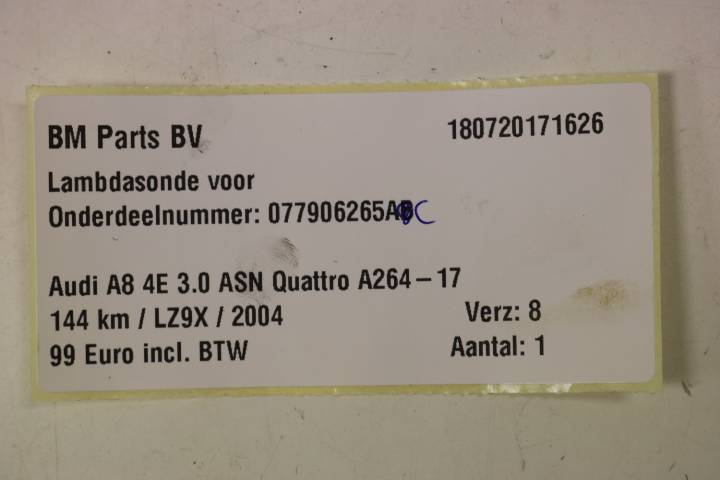 BM Parts BV 180720171626
Lambdasonde voor
Onderdeelnummer: 077906265AC
Audi A8 4E 3.0 ASN Quattro A264-17
144 km / LZ9X / 2004 Verz: 8
99 Euro incl. BTW Aantal: 1